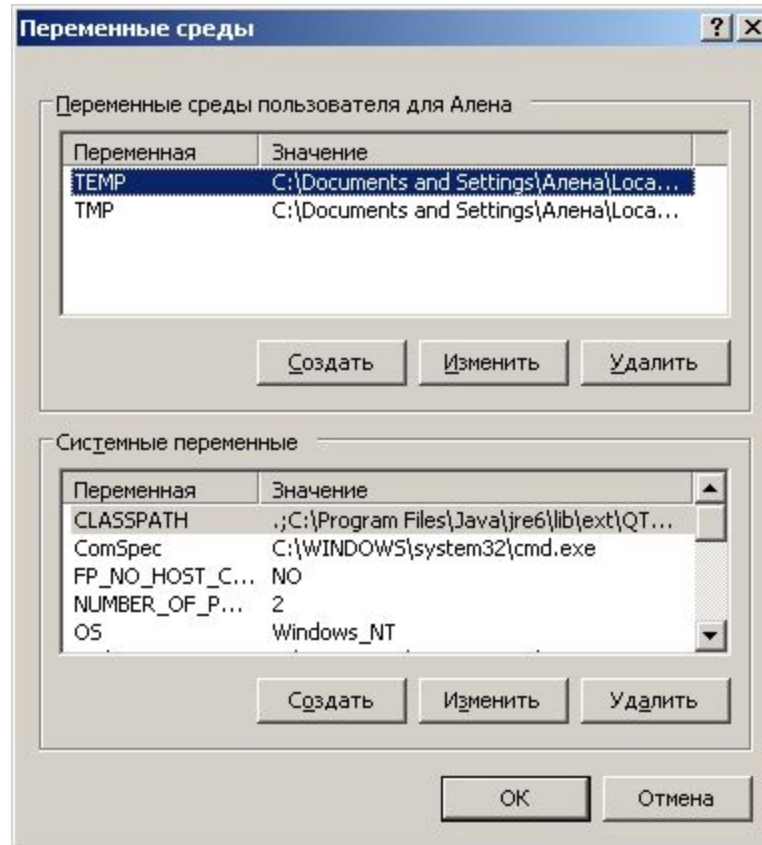 Переменные среды
Переменные среды пользователя для Алена
Переменная Значение
TEMP C:\Documents and Settings\Алена\Loca...
TMP C:\Documents and Settings\Алена\Loca...
Создать Изменить Удалить
Системные переменные
Переменная Значение
CLASSPATH .;C:\Program Files\Java\jre6\lib\ext\QT...
ComSpec C:\WINDOWS\system32\cmd.exe
FP_NO_HOST_C... NO
NUMBER_OF_P... 2
OS Windows_NT
Создать Изменить Удалить
ОК Отмена